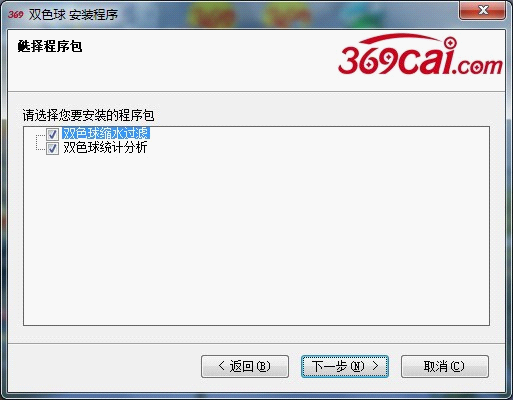 369 双色球 安装程序
选择程序包
369cai.com
请选择您要安装的程序包
双色球缩水过滤
双色球统计分析
< 返回(B)
下一步(N) >
取消(C)